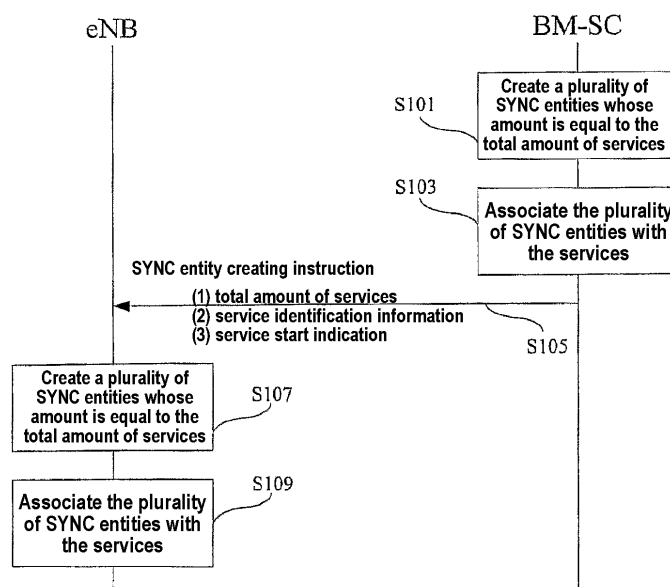 eNB
BM-SC
Create a plurality of
SYNC entities whose
amount is equal to the
total amount of services
S101
S103
Associate the plurality
of SYNC entities with
the services
SYNC entity creating instruction
(1) total amount of services
(2) service identification information
(3) service start indication
S105
Create a plurality of
SYNC entities whose
amount is equal to the
total amount of services
S107
S109
Associate the plurality
of SYNC entities with
the services